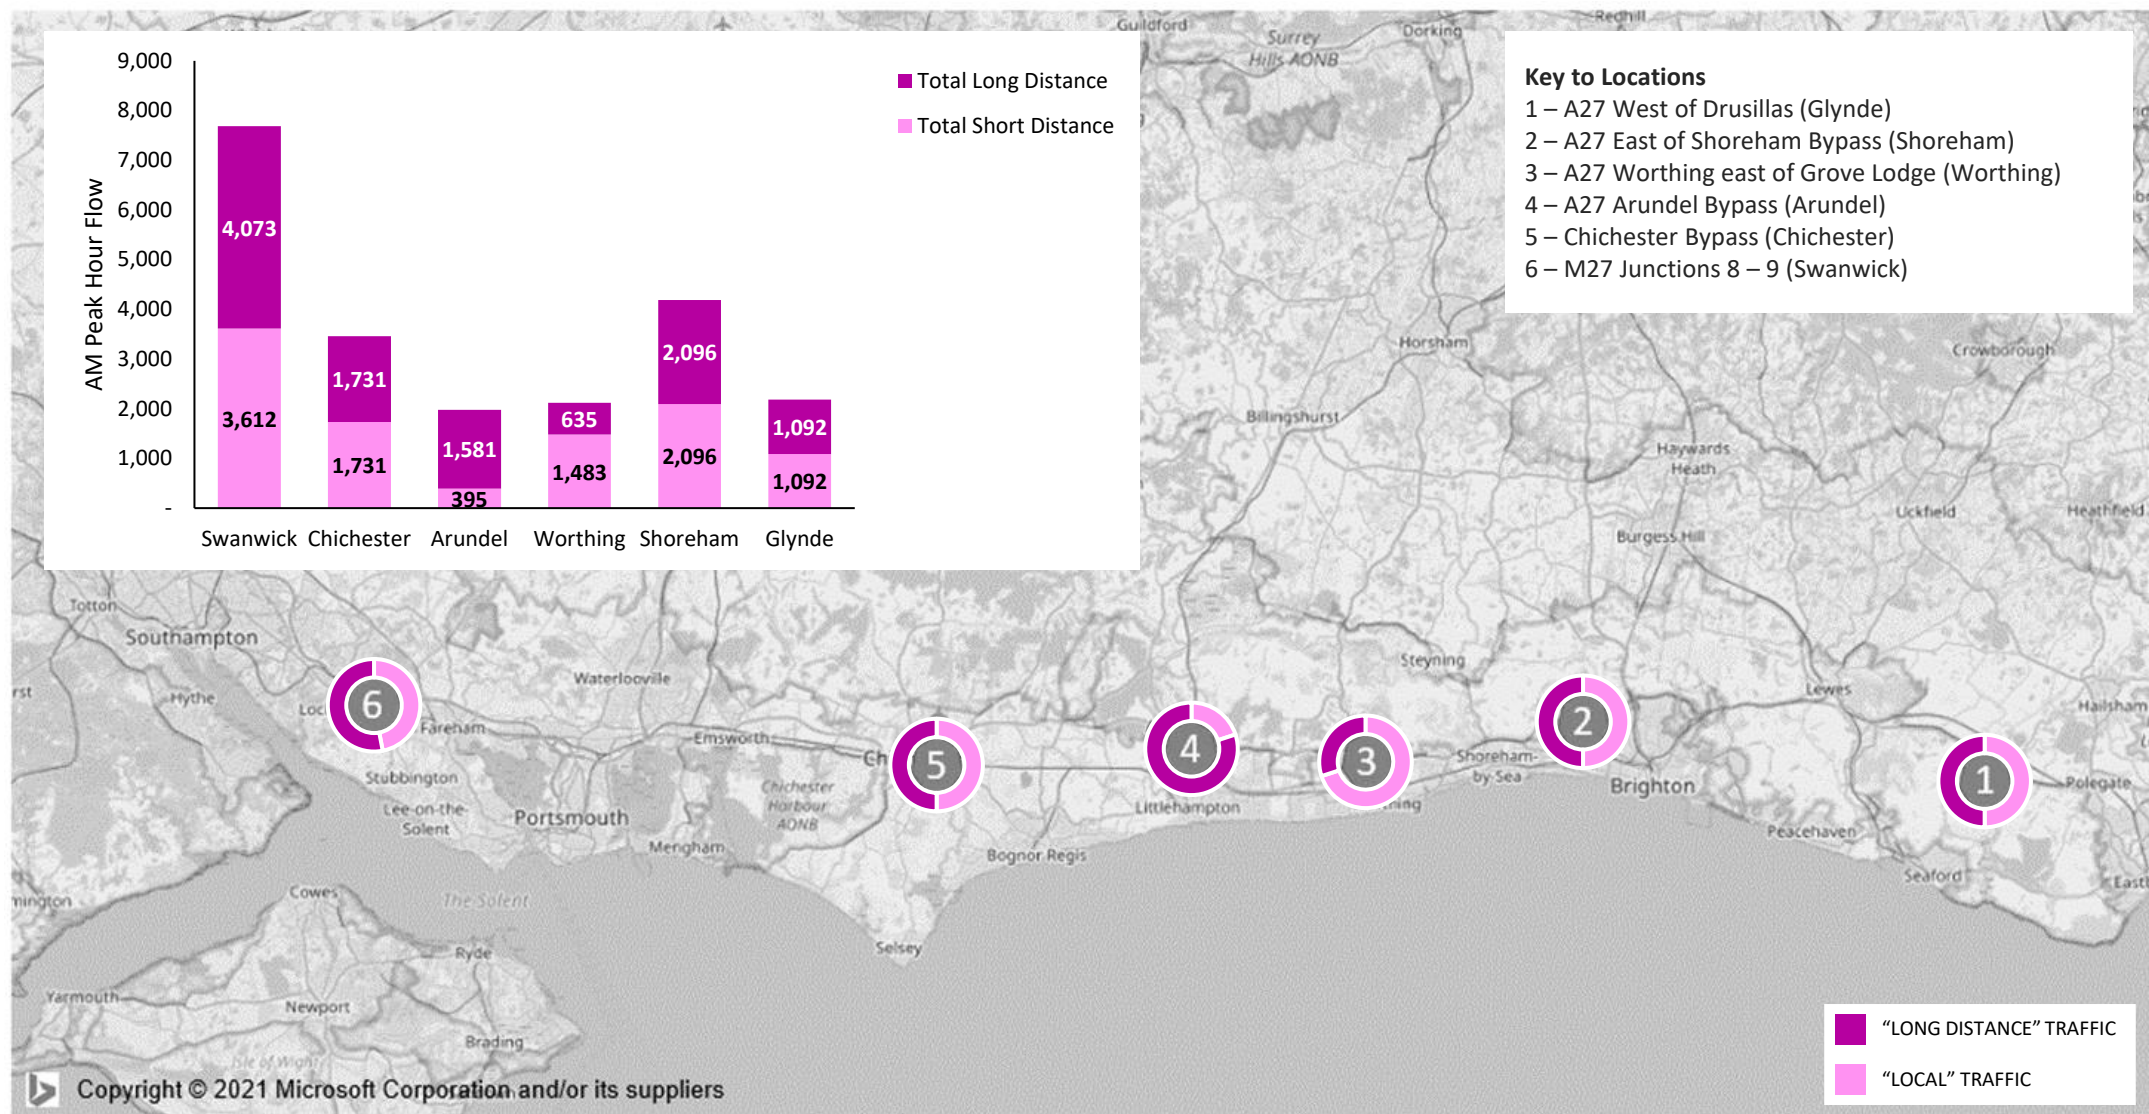 9,000
8,000
7,000
6,000
5,000
4,000
3,000
2,000
1,000
-
AM Peak Hour Flow
Total Long Distance
Total Short Distance
4,073
3,612
1,731
1,731
1,581
395
635
1,483
2,096
2,096
1,092
1,092
Swanwick Chichester Arundel Worthing Shoreham Glynde
Key to Locations
1 – A27 West of Drusillas (Glynde)
2 – A27 East of Shoreham Bypass (Shoreham)
3 – A27 Worthing east of Grove Lodge (Worthing)
4 – A27 Arundel Bypass (Arundel)
5 – Chichester Bypass (Chichester)
6 – M27 Junctions 8 – 9 (Swanwick)
Guildford
Surrey
Hills AONB
Dorking
Redhill
Horsham
Crowborough
Billingshurst
Haywards
Heath
Uckfield
Heathfield
Burgess Hill
Totton
Southampton
Hythe
Waterlooville
Steyning
Lewes
Hailsham
6
5
4
3
2
1
Fareham
Emsworth
Stubbington
Lee-on-the-
Solent
Portsmouth
Chichester
Harbour
AONB
Mengham
Bognor Regis
Littlehampton
Shoreham-
by Sea
Brighton
Polegate
Peacehaven
Seaford
Selsey
Cowes
The Solent
Ryde
Yarmouth
Newport
Brading
Isle of Wight
Copyright © 2021 Microsoft Corporation and/or its suppliers
“LONG DISTANCE” TRAFFIC
“LOCAL” TRAFFIC